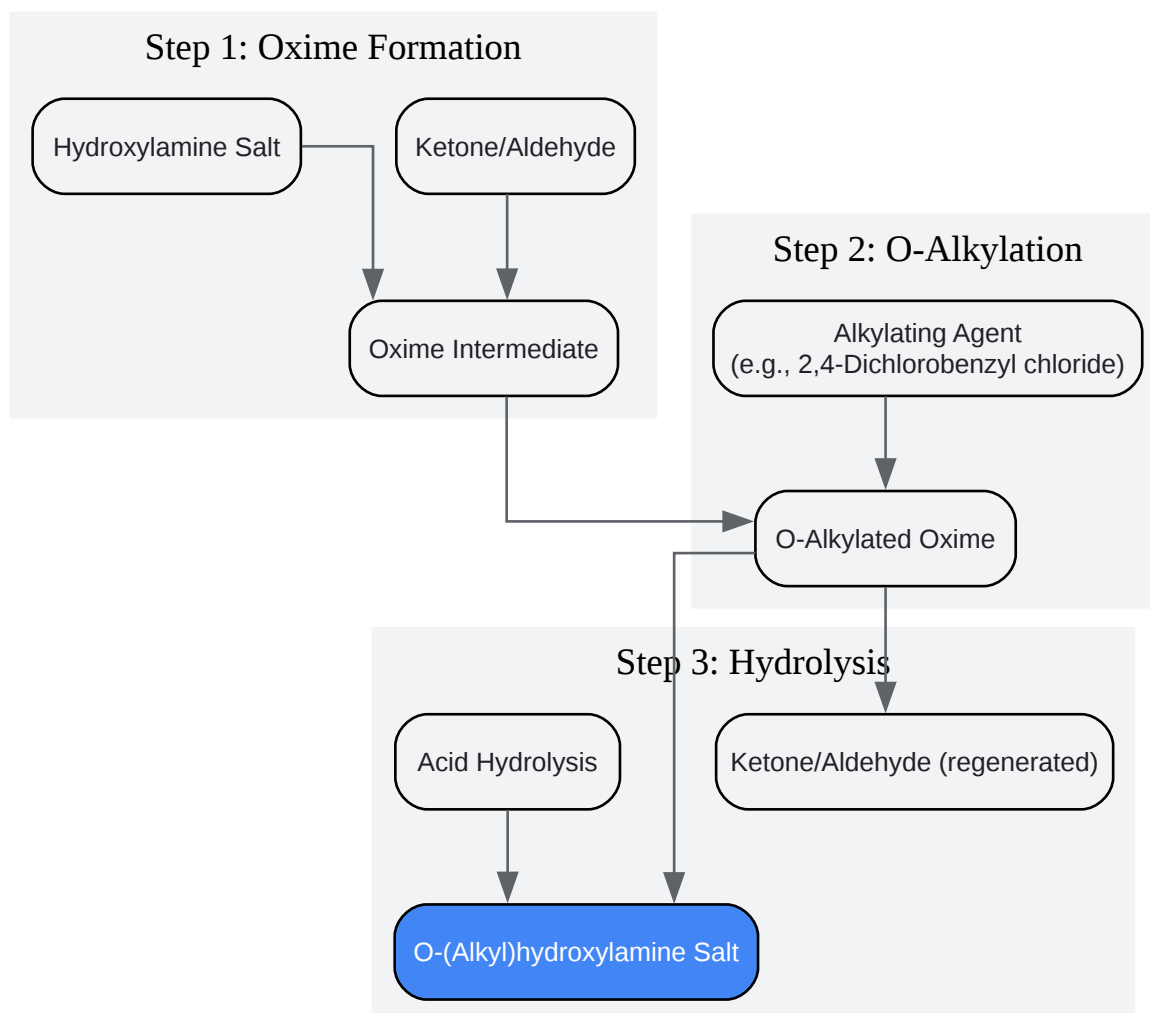 Step 1: Oxime Formation
Hydroxylamine Salt
Ketone/Aldehyde
Oxime Intermediate
Step 2: O-Alkylation
Alkylating Agent
(e.g., 2,4-Dichlorobenzyl chloride)
O-Alkylated Oxime
Step 3: Hydrolysis
Acid Hydrolysis
Ketone/Aldehyde (regenerated)
O-(Alkyl)hydroxylamine Salt